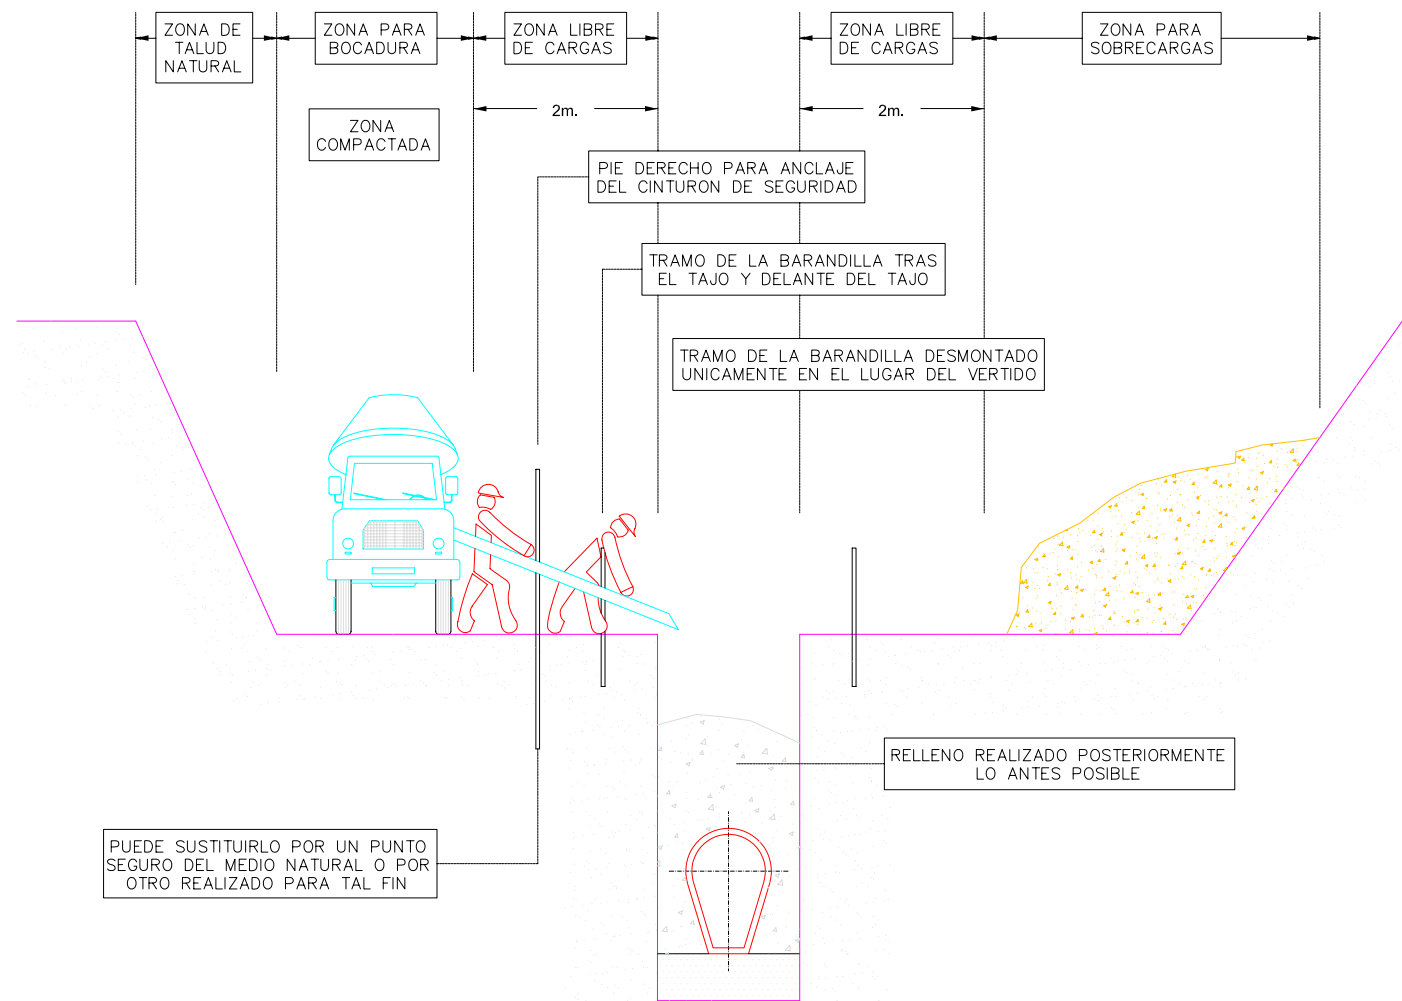 ZONA DE
TALUD
NATURAL
ZONA PARA
BOCADURA
ZONA LIBRE
DE CARGAS
ZONA LIBRE
DE CARGAS
ZONA PARA
SOBRECARGAS
2m.
2m.
ZONA
COMPACTADA
PIE DERECHO PARA ANCLAJE
DEL CINTURON DE SEGURIDAD
TRAMO DE LA BARANDILLA TRAS
EL TAJO Y DELANTE DEL TAJO
TRAMO DE LA BARANDILLA DESMONTADO
UNICAMENTE EN EL LUGAR DEL VERTIDO
RELLENO REALIZADO POSTERIORMENTE
LO ANTES POSIBLE
PUEDE SUSTITUIRLO POR UN PUNTO
SEGURO DEL MEDIO NATURAL O POR
OTRO REALIZADO PARA TAL FIN